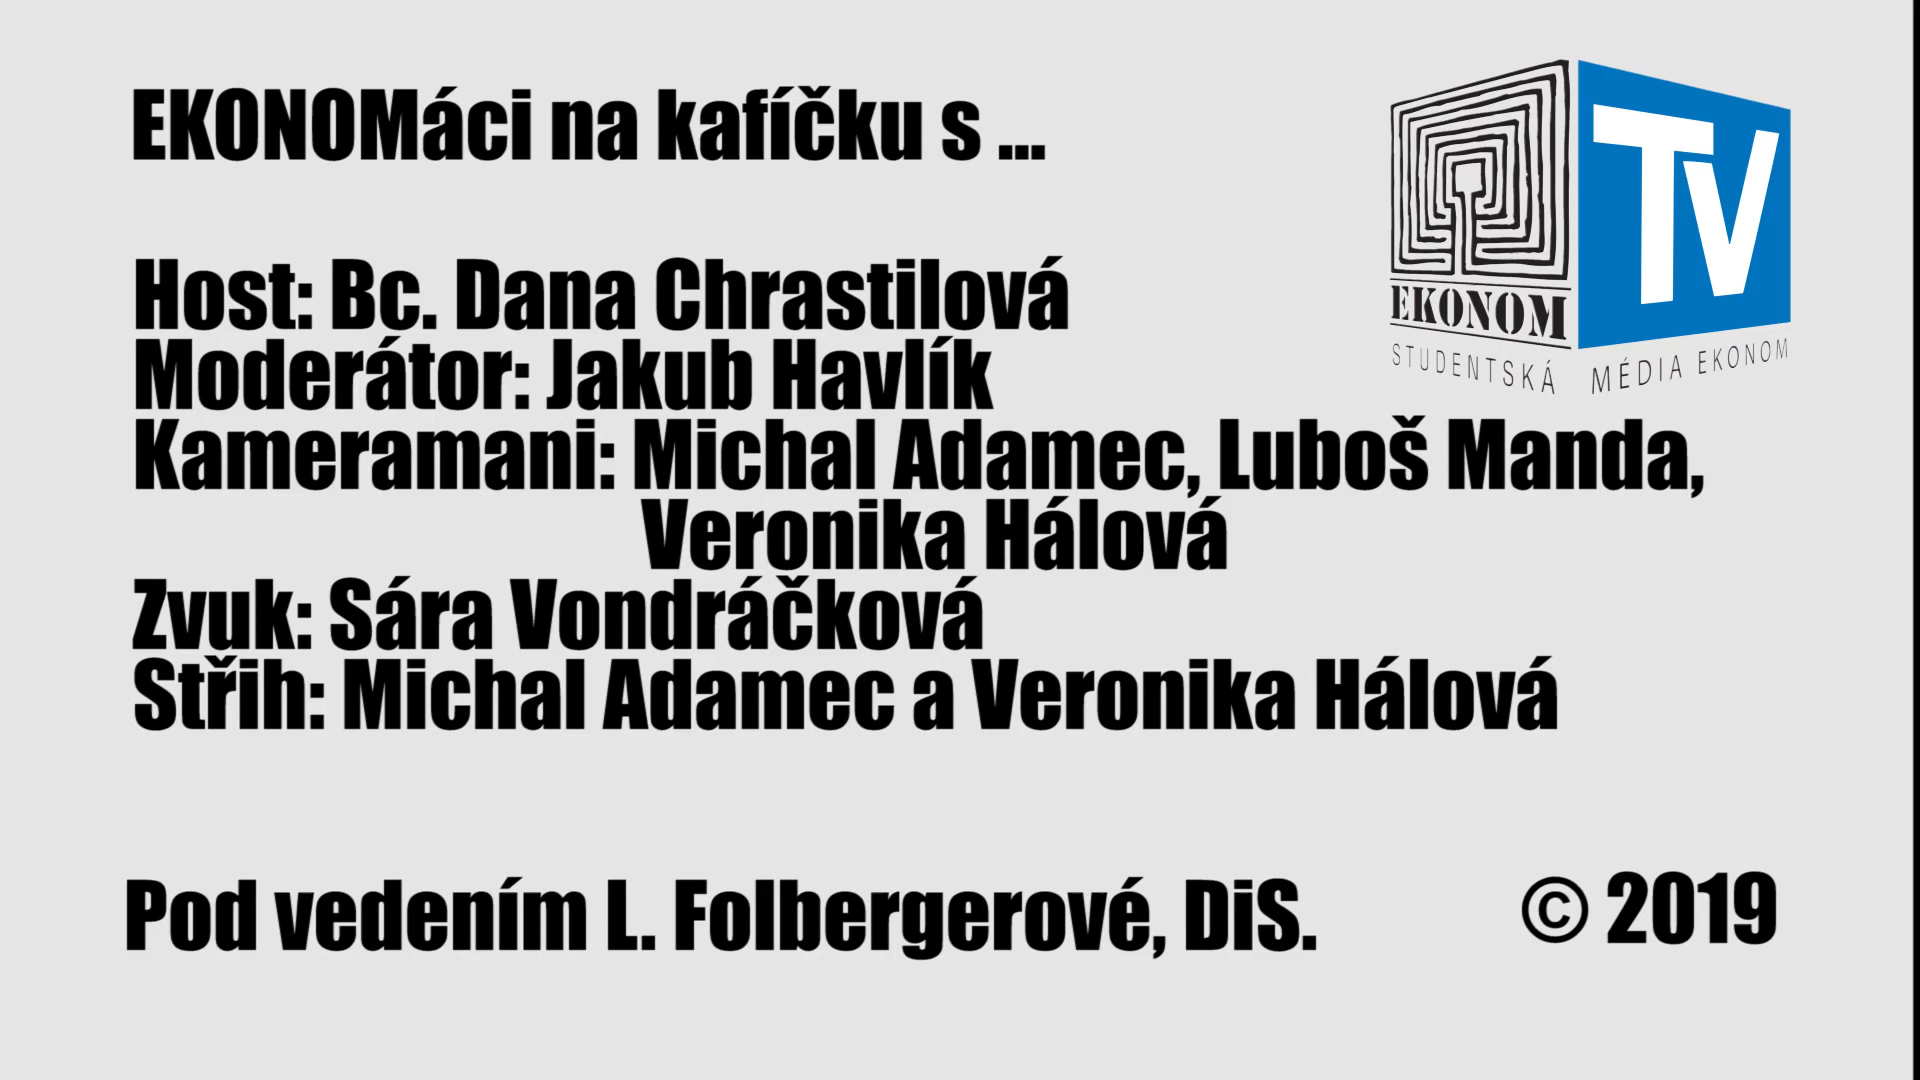 EKONOMáci na kafíčku s ...
Host: Bc. Dana Chrastilová
Moderátor: Jakub Havlík
Kameramani: Michal Adamec, Luboš Manda,
Veronika Hálová
Zvuk: Sára Vondráčková
Střih: Michal Adamec a Veronika Hálová
Pod vedením L. Folbergerové, DiS.
© 2019
TV
EKONOM
STUDENTSKÁ MÉDIA EKONOM